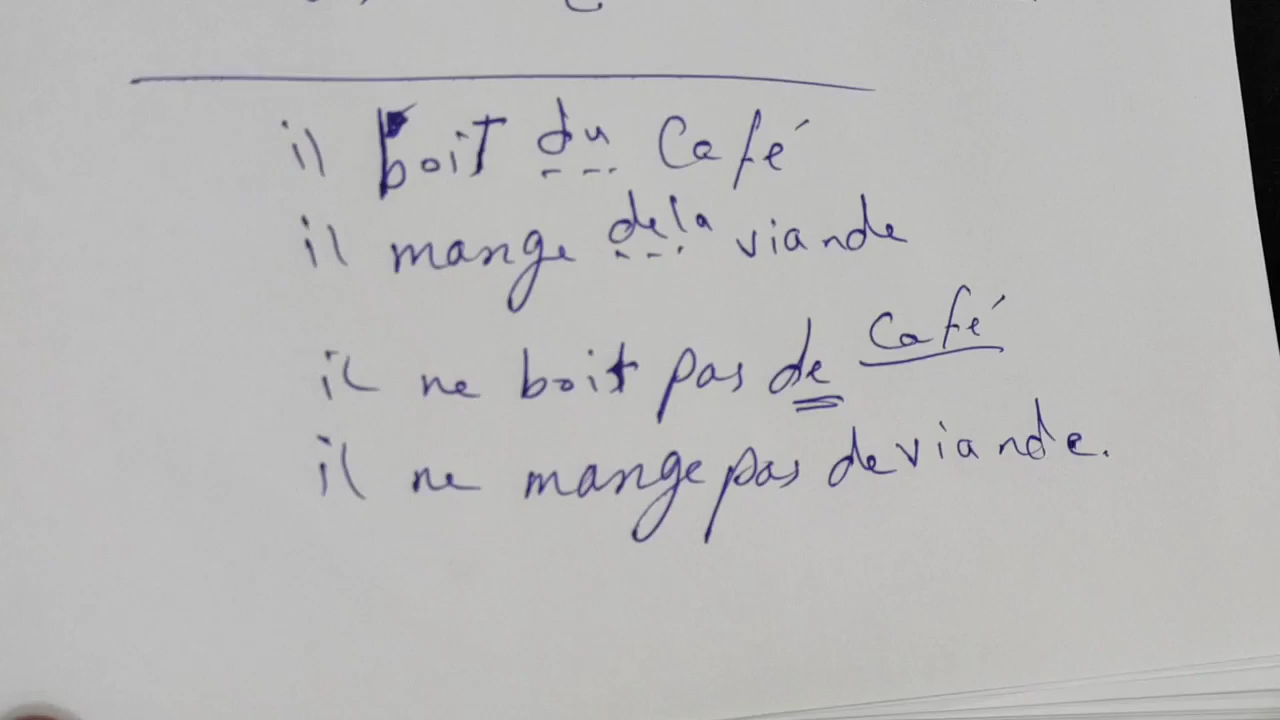 il boit du Café
il mange de la viande
il ne boit pas de Café
il ne mange pas de viande.